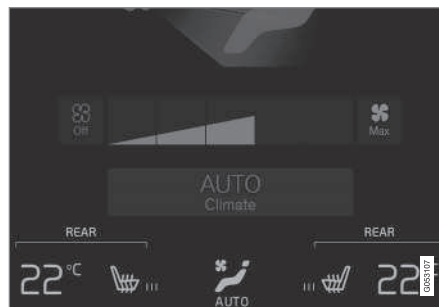 Off
Max
AUTO
Climate
REAR REAR
22°C AUTO 22°
G053107